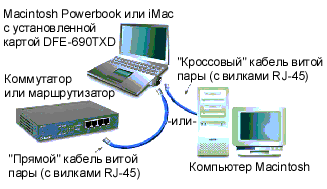 Macintosh Powerbook или iMac
с установленной
картой DFE-690TXD
"Кроссовый" кабель витой
пары (с вилками RJ-45)
Коммутатор
или маршрутизатор
-или-
"Прямой" кабель витой
пары (с вилками RJ-45)
Компьютер Macintosh